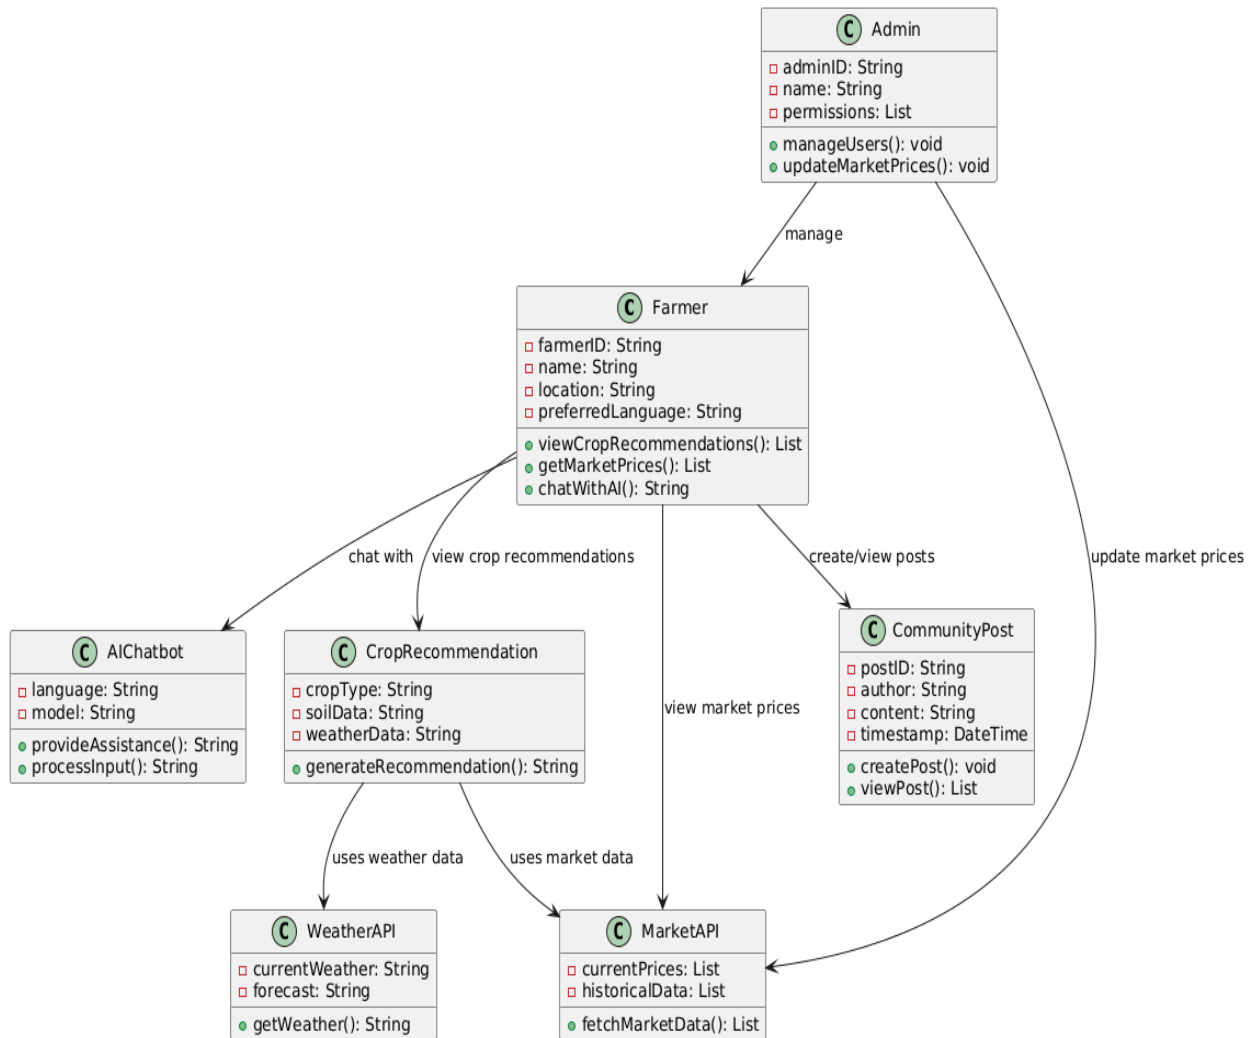 C Admin
adminID: String
name: String
permissions: List
manageUsers(): void
updateMarketPrices(): void
manage
C Farmer
farmerID: String
name: String
location: String
preferredLanguage: String
viewCropRecommendations(): List
getMarketPrices(): List
chatWithAI(): String
chat with
view crop recommendations
create/view posts
update market prices
C AIChatbot
language: String
model: String
provideAssistance(): String
processInput(): String
C CropRecommendation
cropType: String
soilData: String
weatherData: String
generateRecommendation(): String
view market prices
C CommunityPost
postID: String
author: String
content: String
timestamp: DateTime
createPost(): void
viewPost(): List
uses weather data
uses market data
C WeatherAPI
currentWeather: String
forecast: String
getWeather(): String
C MarketAPI
currentPrices: List
historicalData: List
fetchMarketData(): List